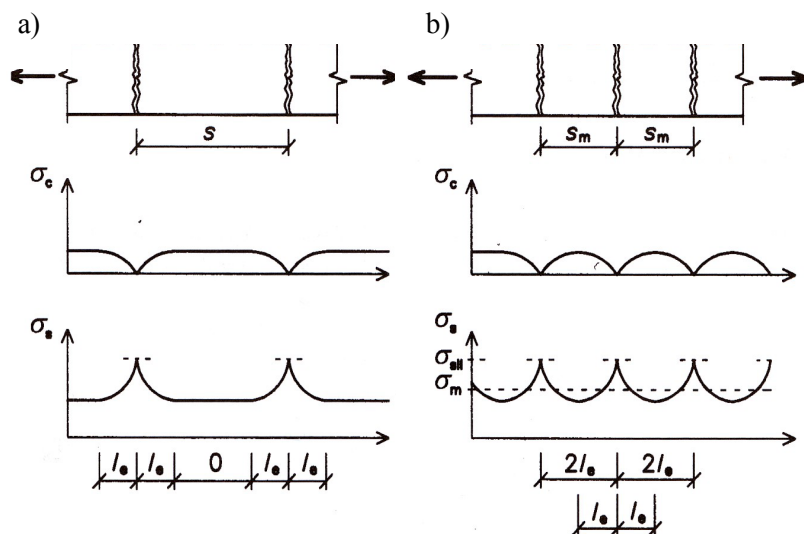 a)
b)
s
sm sm
σc
σc
σs
σs
σsII
σm
le le 0 le le
2le 2le
le le